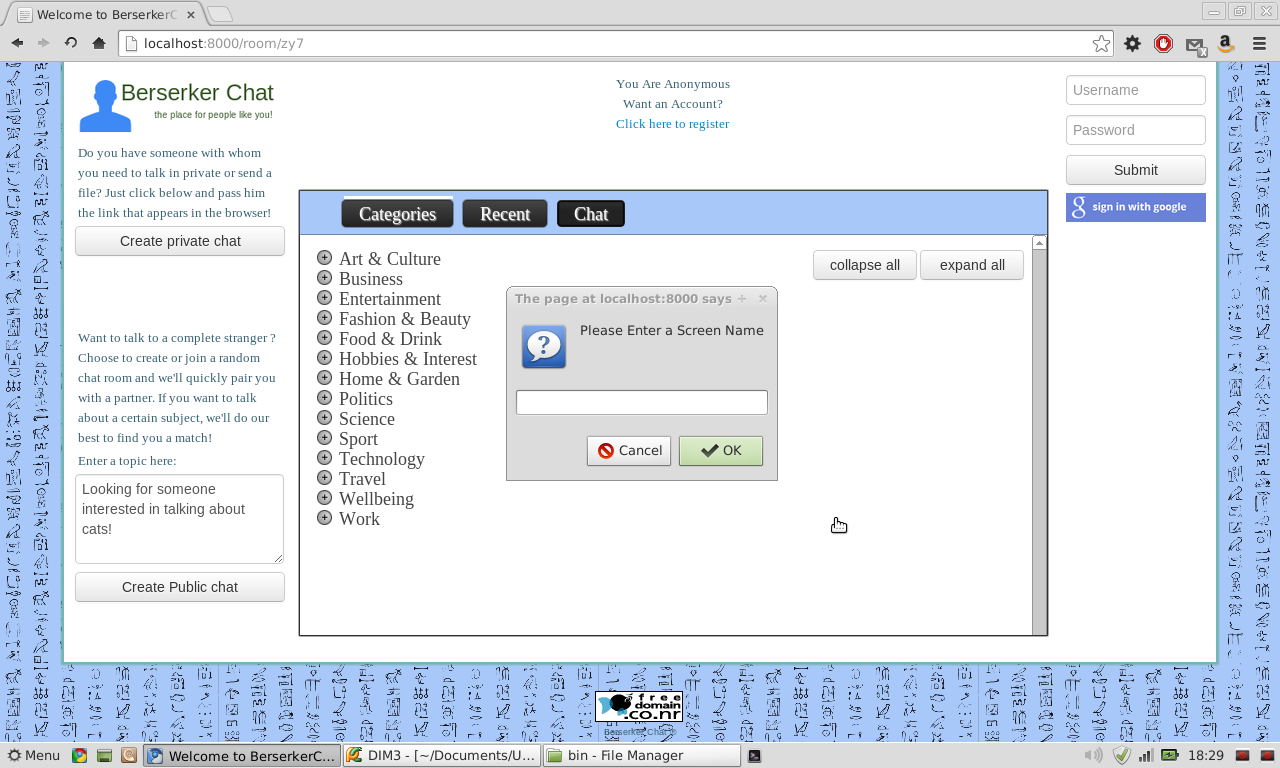 Welcome to BerserkerC
localhost:8000/room/zy7
Berserker Chat
the place for people like you!
Do you have someone with whom
you need to talk in private or send a
file? Just click below and pass him
the link that appears in the browser!
Create private chat
Want to talk to a complete stranger ?
Choose to create or join a random
chat room and we'll quickly pair you
with a partner. If you want to talk
about a certain subject, we'll do our
best to find you a match!
Enter a topic here:
Looking for someone
interested in talking about
cats!
Create Public chat
You Are Anonymous
Want an Account?
Click here to register
Username
Password
Submit
g sign in with google
Categories Recent Chat
collapse all expand all
Art & Culture
Business
Entertainment
Fashion & Beauty
Food & Drink
Hobbies & Interest
Home & Garden
Politics
Science
Sport
Technology
Travel
Wellbeing
Work
The page at localhost:8000 says
Please Enter a Screen Name
Cancel OK
free
domain
.co.nr
Berserker Chat ©
Menu Welcome to BerserkerC... DIM3 - [~/Documents/U... bin - File Manager 18:29